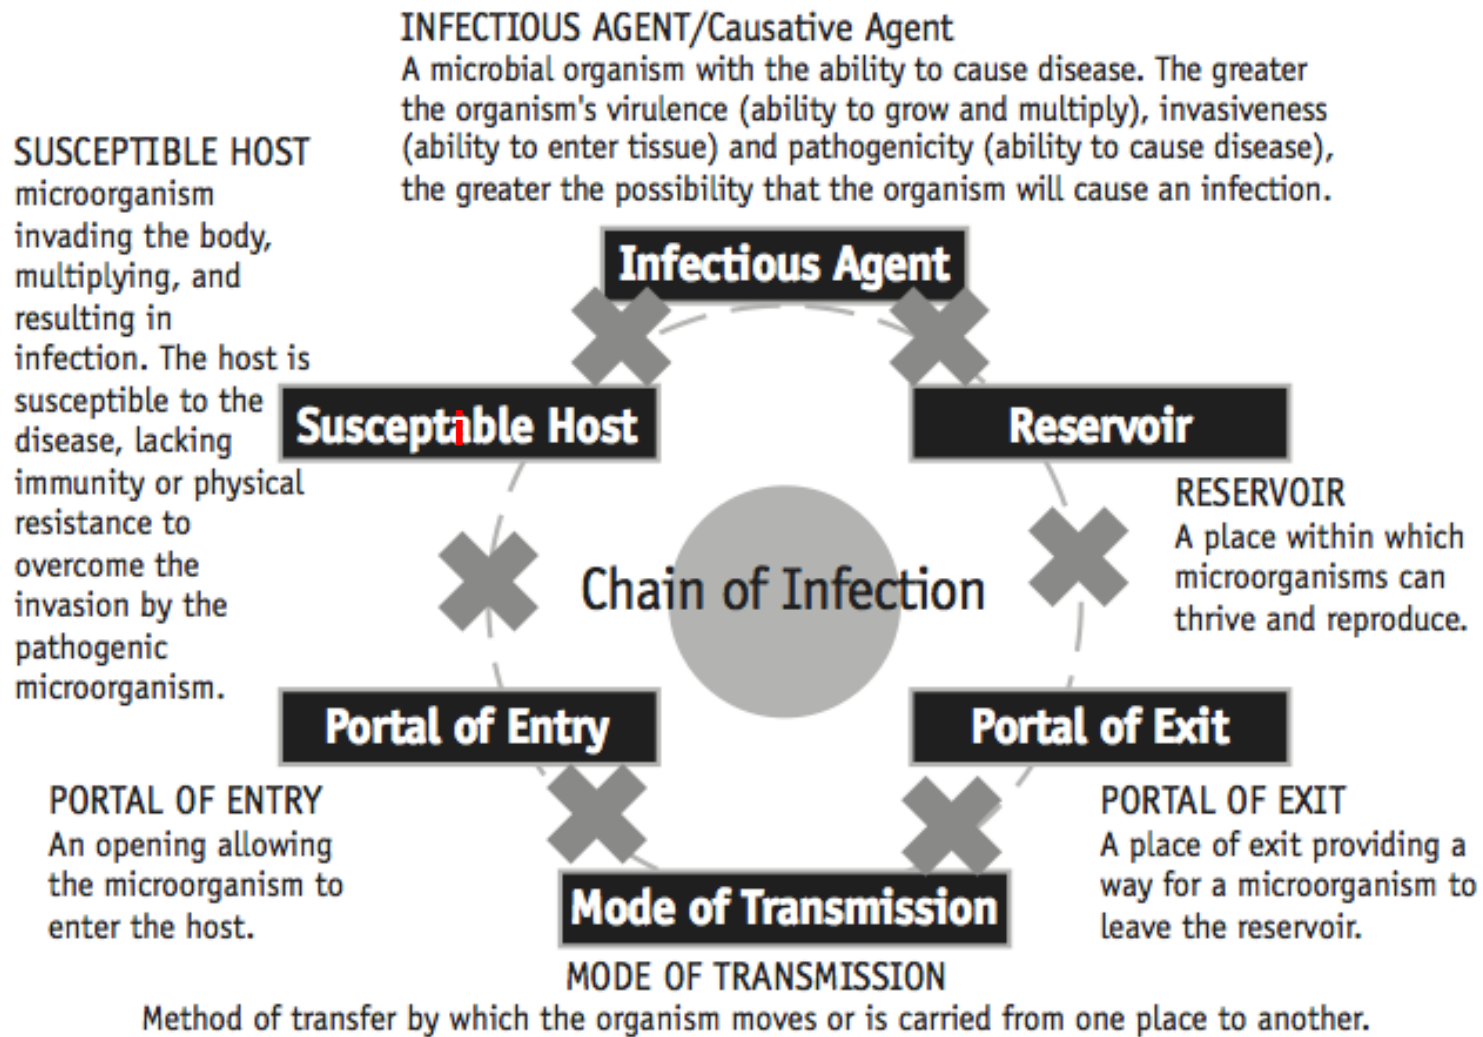 INFECTIOUS AGENT/Causative Agent
A microbial organism with the ability to cause disease. The greater
the organism's virulence (ability to grow and multiply), invasiveness
(ability to enter tissue) and pathogenicity (ability to cause disease),
the greater the possibility that the organism will cause an infection.
SUSCEPTIBLE HOST
microorganism
invading the body,
multiplying, and
resulting in
infection. The host is
susceptible to the
disease, lacking
immunity or physical
resistance to
overcome the
invasion by the
pathogenic
microorganism.
Infectious Agent
Susceptable Host
Reservoir
RESERVOIR
A place within which
microorganisms can
thrive and reproduce.
Chain of Infection
Portal of Entry
Portal of Exit
PORTAL OF ENTRY
An opening allowing
the microorganism to
enter the host.
PORTAL OF EXIT
A place of exit providing a
way for a microorganism to
leave the reservoir.
Mode of Transmission
MODE OF TRANSMISSION
Method of transfer by which the organism moves or is carried from one place to another.